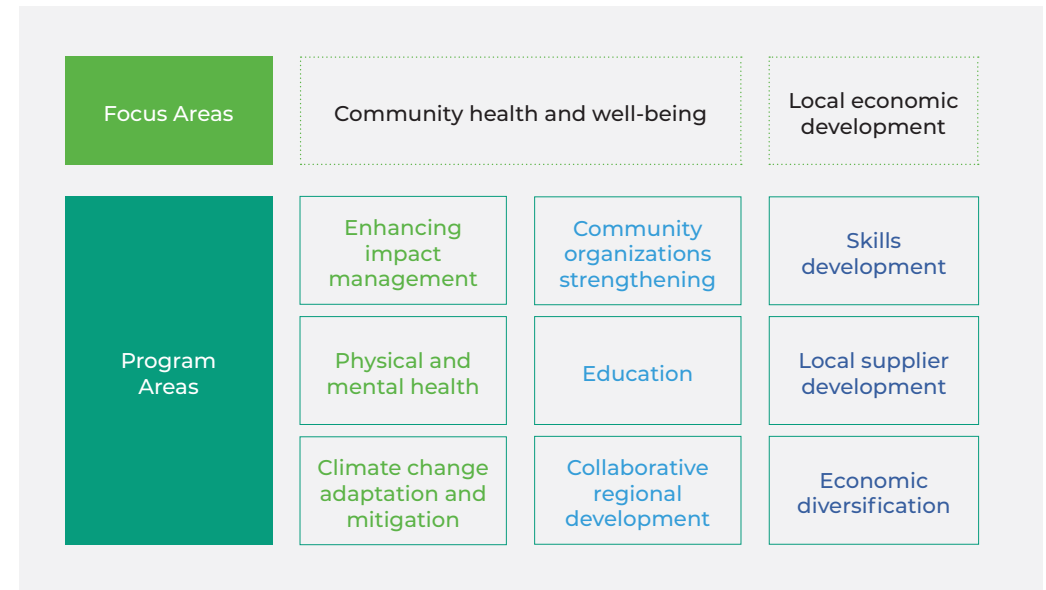 Focus Areas
Community health and well-being
Local economic
development
Program
Areas
Enhancing
impact
management
Community
organizations
strengthening
Skills
development
Physical and
mental health
Education
Local supplier
development
Climate change
adaptation and
mitigation
Collaborative
regional
development
Economic
diversification